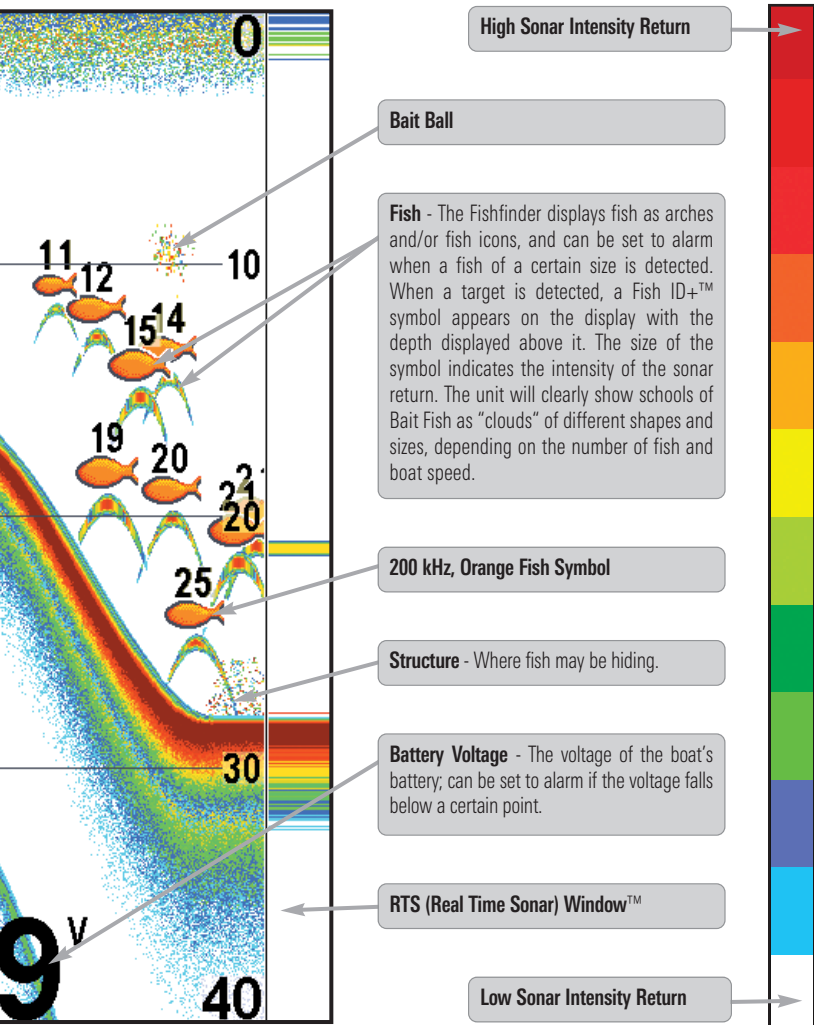 High Sonar Intensity Return
0
Bait Ball
Fish - The Fishfinder displays fish as arches
and/or fish icons, and can be set to alarm
when a fish of a certain size is detected.
When a target is detected, a Fish ID+™
symbol appears on the display with the
depth displayed above it. The size of the
symbol indicates the intensity of the sonar
return. The unit will clearly show schools of
Bait Fish as “clouds“ of different shapes and
sizes, depending on the number of fish and
boat speed.
11
10
12
15
14
19
20
21
20
25
200 kHz, Orange Fish Symbol
Structure - Where fish may be hiding.
Battery Voltage - The voltage of the boat’s
battery; can be set to alarm if the voltage falls
below a certain point.
30
RTS (Real Time Sonar) Window™
9 V
40
Low Sonar Intensity Return